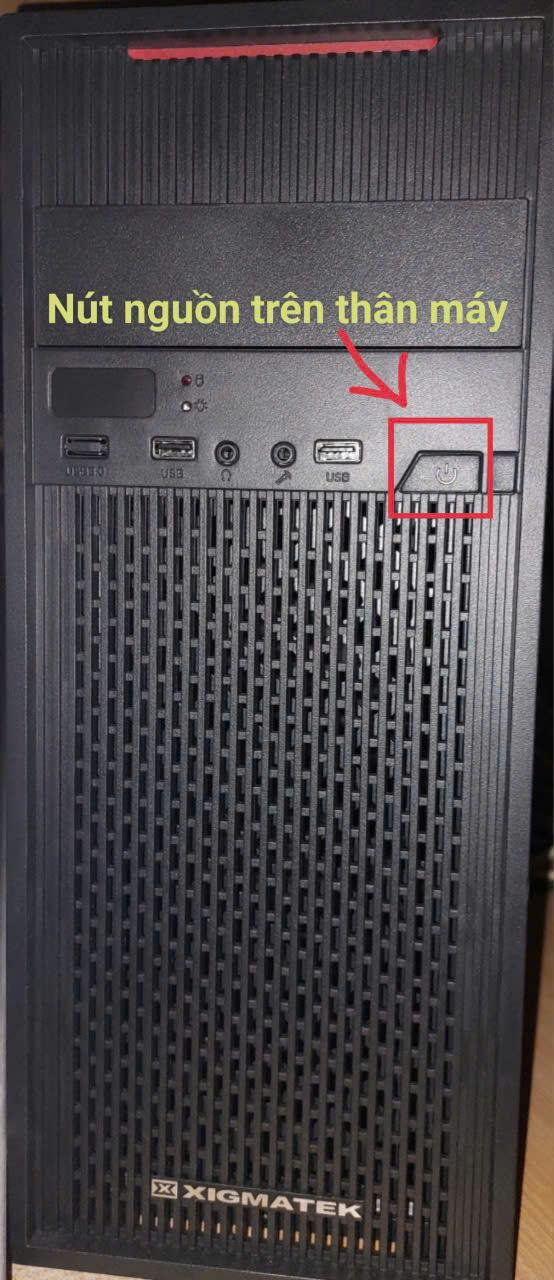 Nút nguồn trên thân máy
USB
USB
XIGMATEK